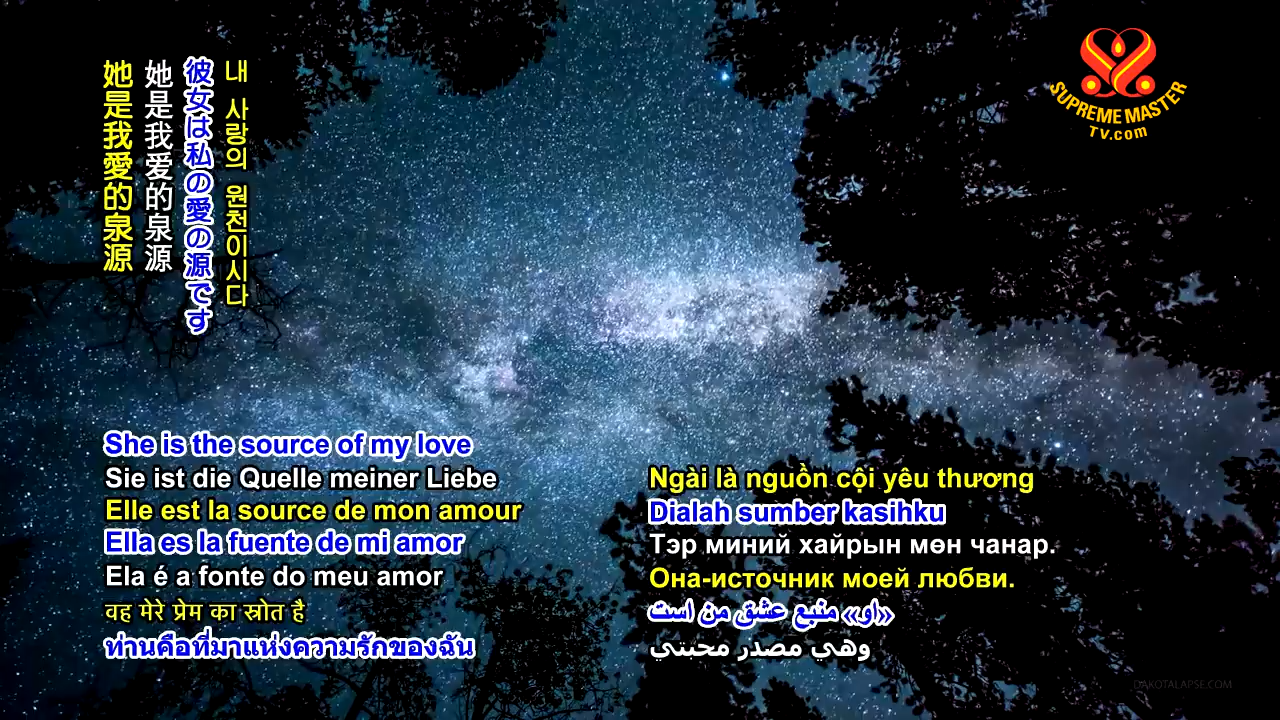 내 사랑의 원천이시다
彼女は私の愛の源です
她是我爱的泉源
她是我愛的泉源
SUPREME MASTER
TV.com
She is the source of my love
Sie ist die Quelle meiner Liebe
Elle est la source de mon amour
Ella es la fuente de mi amor
Ela é a fonte do meu amor
वह मेरे प्रेम का स्रोत है
ท่านคือที่มาแห่งความรักของฉัน
Ngài là nguồn cội yêu thương
Dialah sumber kasihku
Тэр миний хайрын мөн чанар.
Она-источник моей любви.
«او» منبع عشق من است
وهي مصدر محبتي
DAKOTALAPSE.COM